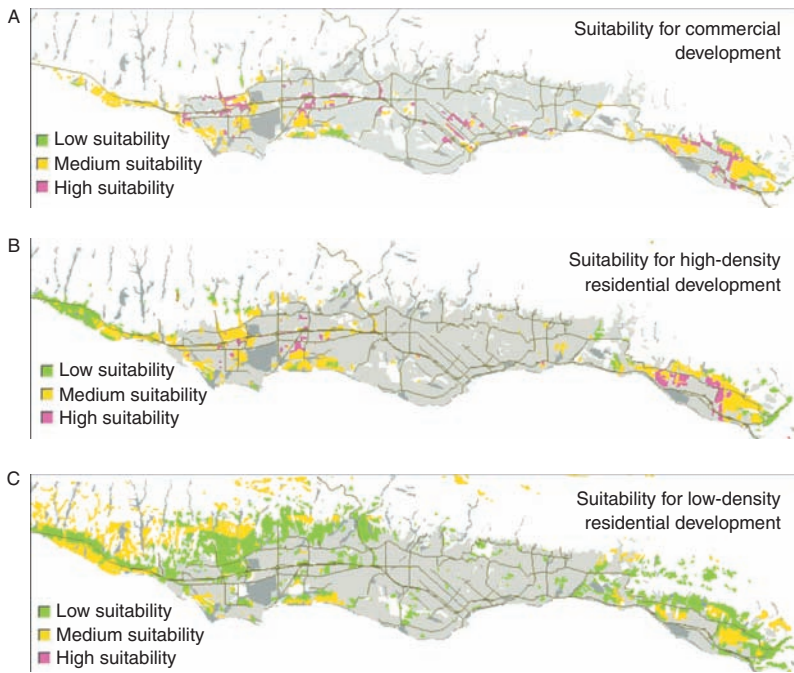 A
Suitability for commercial
development
Low suitability
Medium suitability
High suitability
B
Suitability for high-density
residential development
Low suitability
Medium suitability
High suitability
C
Suitability for low-density
residential development
Low suitability
Medium suitability
High suitability